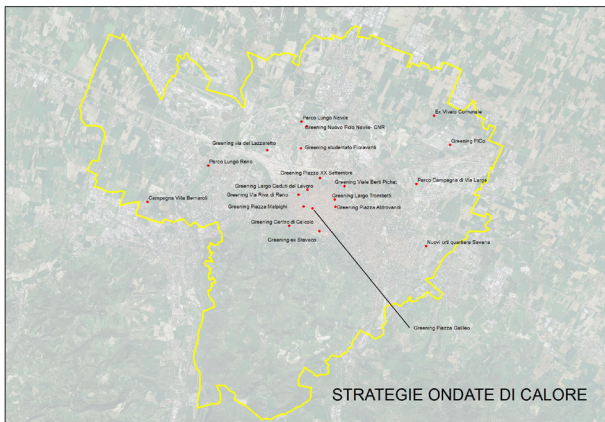 Parco Lungo Navile
Greening Nuovo Polo Navile- CNR
Ex Vivaio Comunale
Greening via del Lazzaretto
Greening studentato Fioravanti
Greening FICo
Parco Lungo Reno
Greening Piazza XX Settembre
Greening Largo Caduti del Lavoro
Greening Viale Berti Pichat
Parco Campagna di Via Larga
Greening Via Riva di Reno
Greening Largo Trombetti
Campagna Villa Bernaroli
Greening Piazza Malpighi
Greening Piazza Aldrovandi
Greening Centro di Calcolo
Greening ex Staveco
Nuovi orti quartiere Savena
Greening Piazza Galileo
STRATEGIE ONDATE DI CALORE